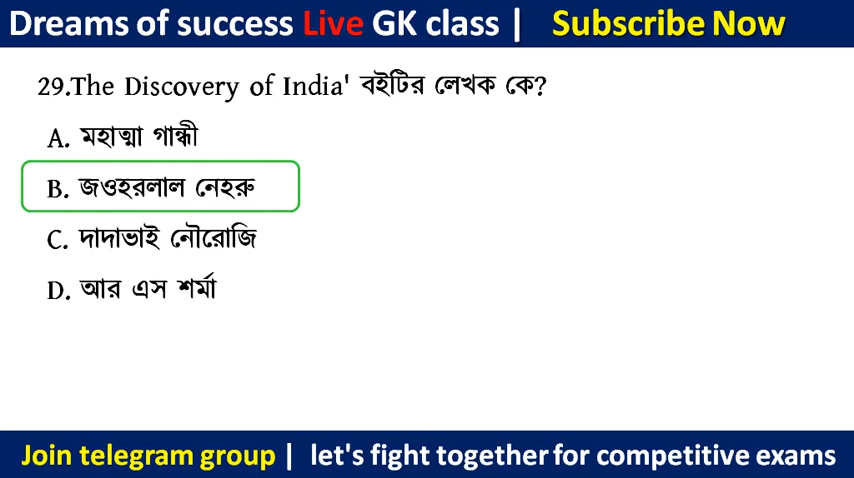 Dreams of success Live GK class | Subscribe Now
29.The Discovery of India' বইটির লেখক কে?
A. মহাত্মা গান্ধী
B. জওহরলাল নেহরু
C. দাদাভাই নৌরোজি
D. আর এস শর্মা
Join telegram group | let's fight together for competitive exams